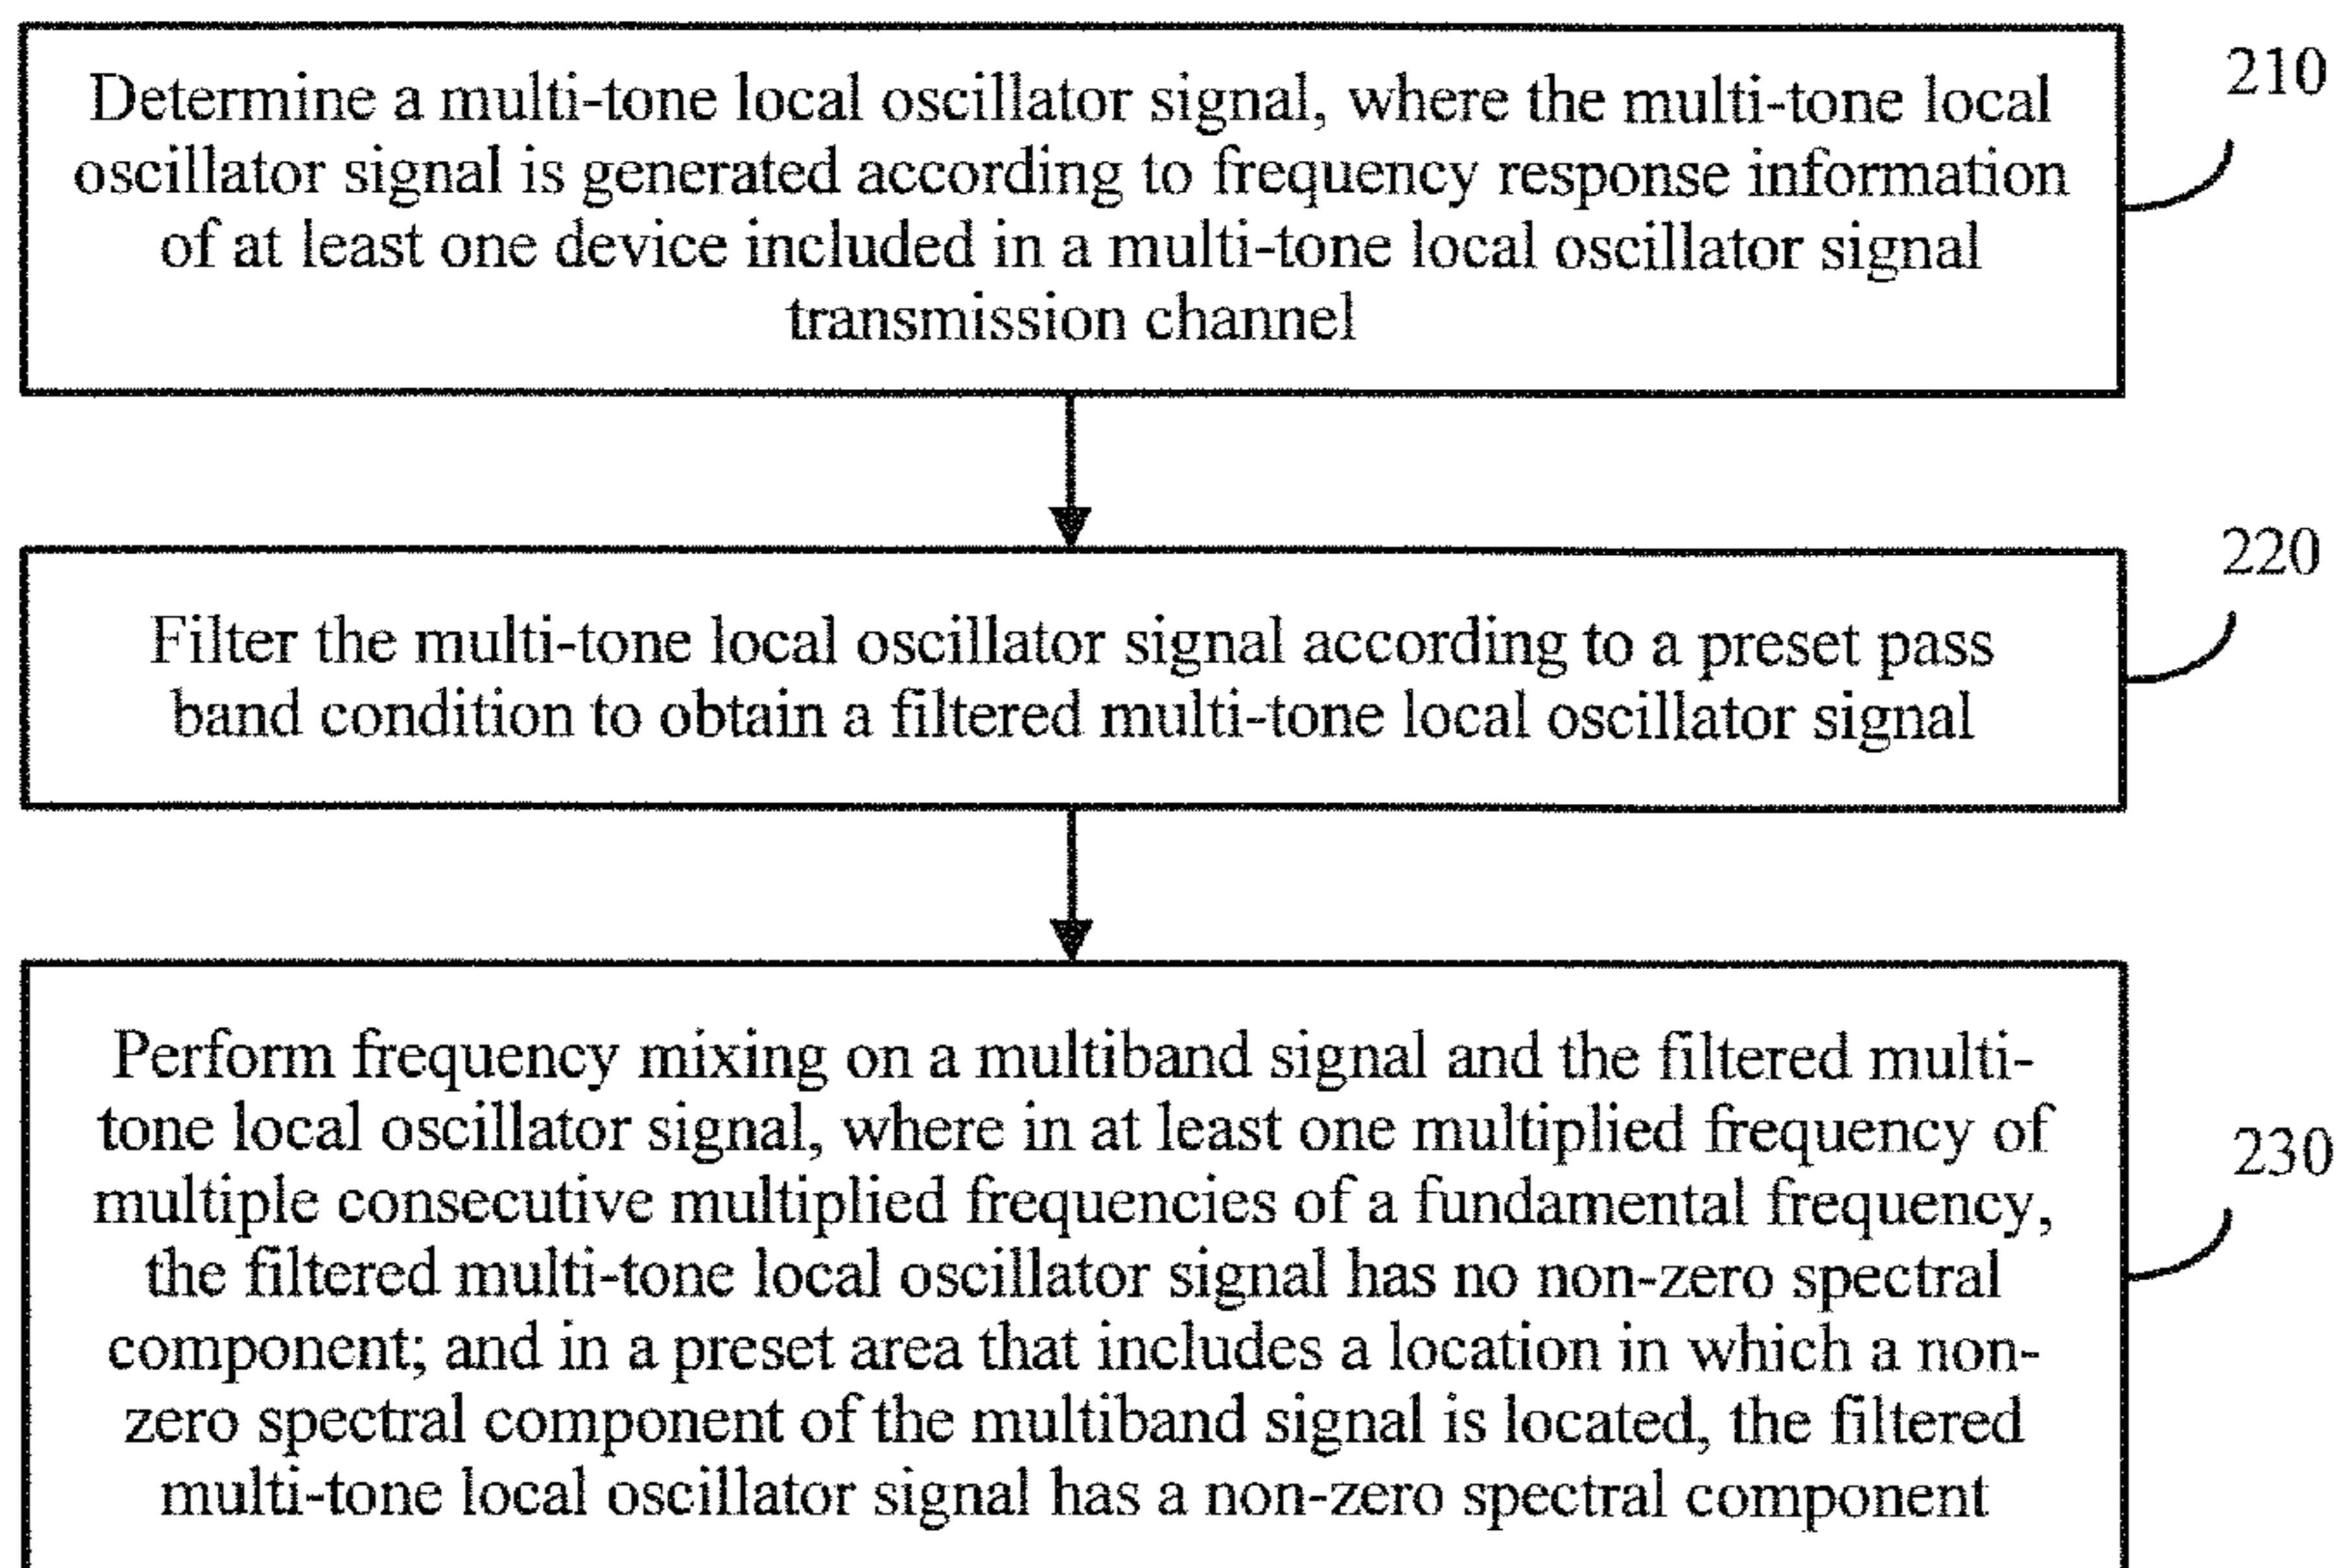 Determine a multi-tone local oscillator signal, where the multi-tone local
oscillator signal is generated according to frequency response information
of at least one device included in a multi-tone local oscillator signal
transmission channel
210
Filter the multi-tone local oscillator signal according to a preset pass
band condition to obtain a filtered multi-tone local oscillator signal
220
Perform frequency mixing on a multiband signal and the filtered multi-
tone local oscillator signal, where in at least one multiplied frequency of
multiple consecutive multiplied frequencies of a fundamental frequency,
the filtered multi-tone local oscillator signal has no non-zero spectral
component; and in a preset area that includes a location in which a non-
zero spectral component of the multiband signal is located, the filtered
multi-tone local oscillator signal has a non-zero spectral component
230